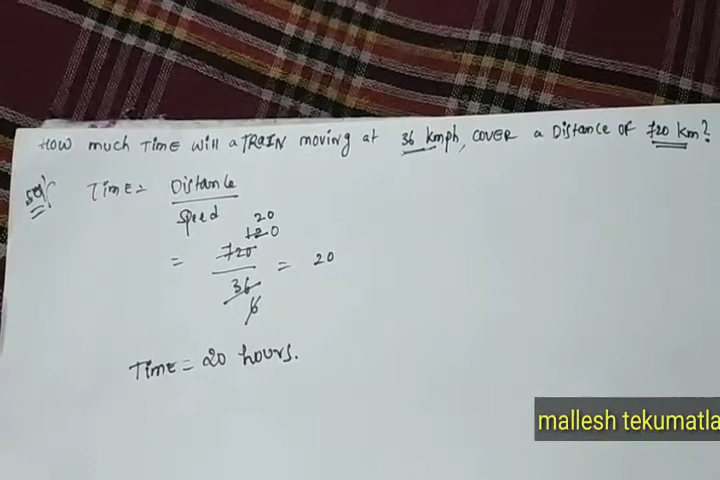 How much Time will a TRAIN moving at 36 kmph, cover a Distance of 720 km?
Sol:
Time = Distance
Speed
20
120
= 720 = 20
36
6
Time = 20 hours.
mallesh tekumatla